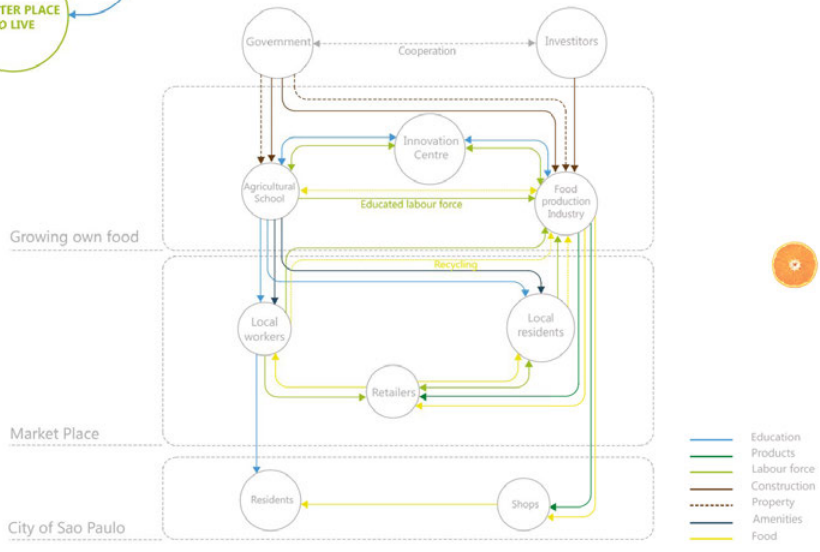 TER PLACE
O LIVE
Government
Investitors
Cooperation
Innovation
Centre
Agricultural
School
Food
production
Industry
Educated labour force
Growing own food
Recycling
Local
workers
Local
residents
Retailers
Market Place
Residents
Shops
City of Sao Paulo
Education
Products
Labour force
Construction
Property
Amenities
Food